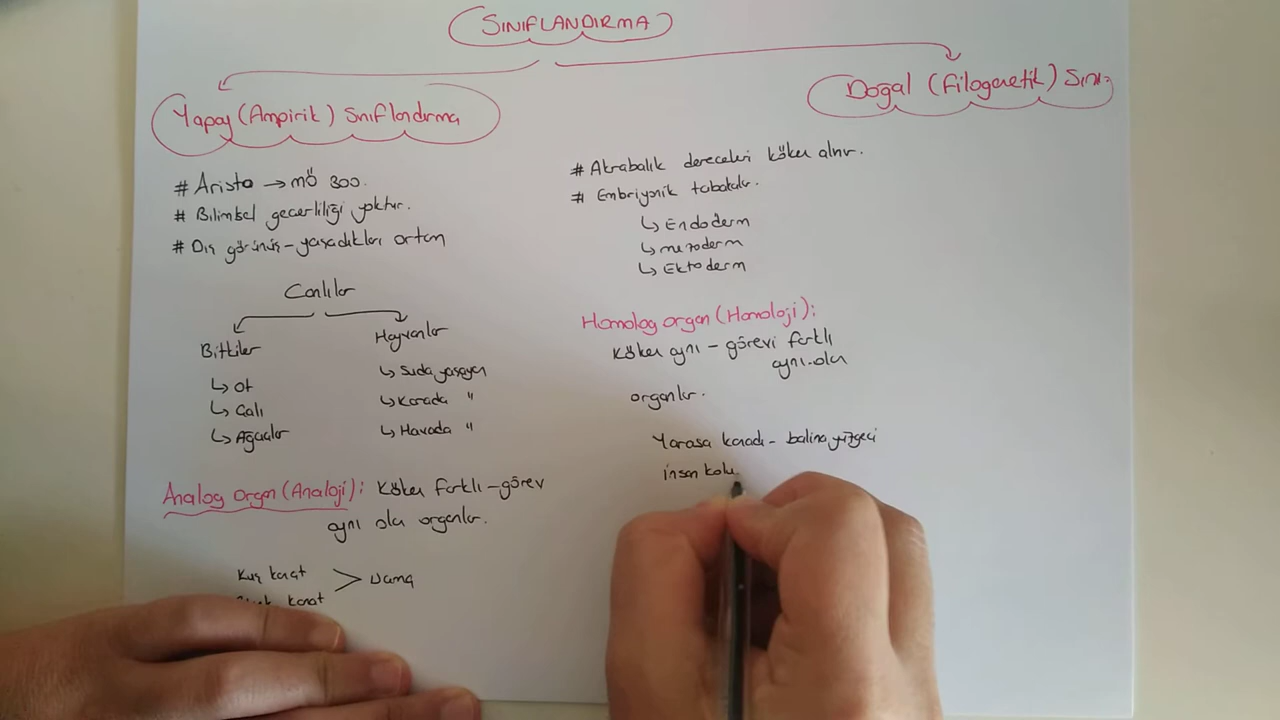 SINIFLANDIRMA
Yapay (Ampirik) Sınıflandırma
# Aristo → MÖ 300.
# Bilimsel geçerliliği yoktur.
# Dış görünüş - yaşadıkları ortam
Canlılar
Bitkiler
↳ Ot
↳ Çalı
↳ Ağaçlar
Hayvanlar
↳ Suda yaşayan
↳ Karada "
↳ Havada "
Analog Organ (Analoji): Köken farklı - görev
aynı olan organlar.
Kuş kanat
kanat
> Uçma
Doğal (Filogenetik) Sını.
# Akrabalık dereceleri köken alınır.
# Embriyonik tabakalar.
↳ Endoderm
↳ mezoderm
↳ Ektoderm
Homolog organ (Homoloji):
Köken aynı - görevi farklı
aynı olan
organlar.
Yarasa kanadı - balina yüzgeci
insan kolu